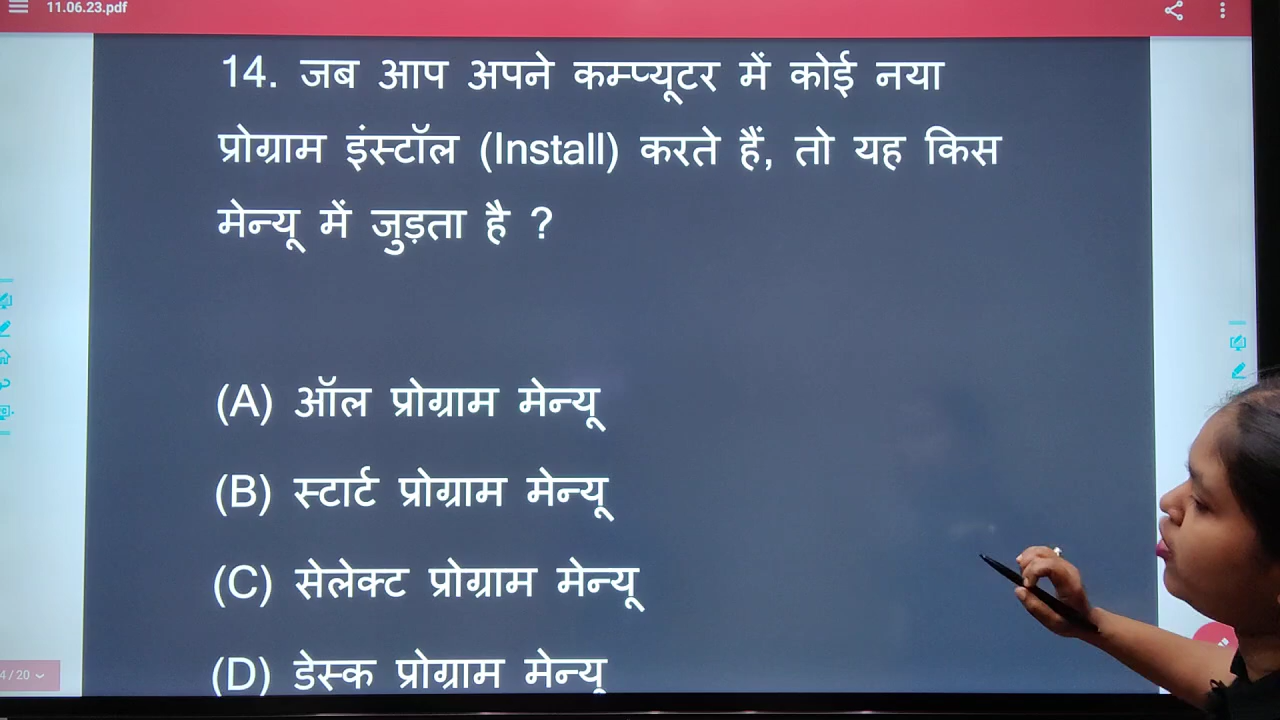 11.06.23.pdf
14. जब आप अपने कम्प्यूटर में कोई नया
प्रोग्राम इंस्टॉल (Install) करते हैं, तो यह किस
मेन्यू में जुड़ता है ?
(A) ऑल प्रोग्राम मेन्यू
(B) स्टार्ट प्रोग्राम मेन्यू
(C) सेलेक्ट प्रोग्राम मेन्यू
(D) डेस्क प्रोग्राम मेन्यू
4 / 20